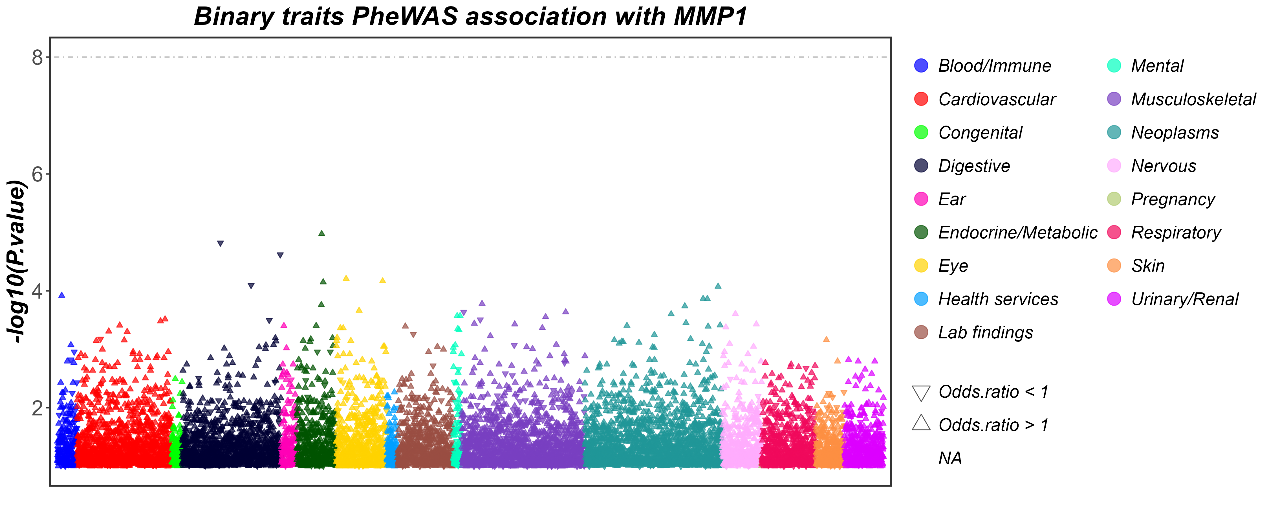 Binary traits PheWAS association with MMP1
-log10(P.value)
8
6
4
2
Blood/Immune
Cardiovascular
Congenital
Digestive
Ear
Endocrine/Metabolic
Eye
Health services
Lab findings
Mental
Musculoskeletal
Neoplasms
Nervous
Pregnancy
Respiratory
Skin
Urinary/Renal
Odds.ratio < 1
Odds.ratio > 1
NA